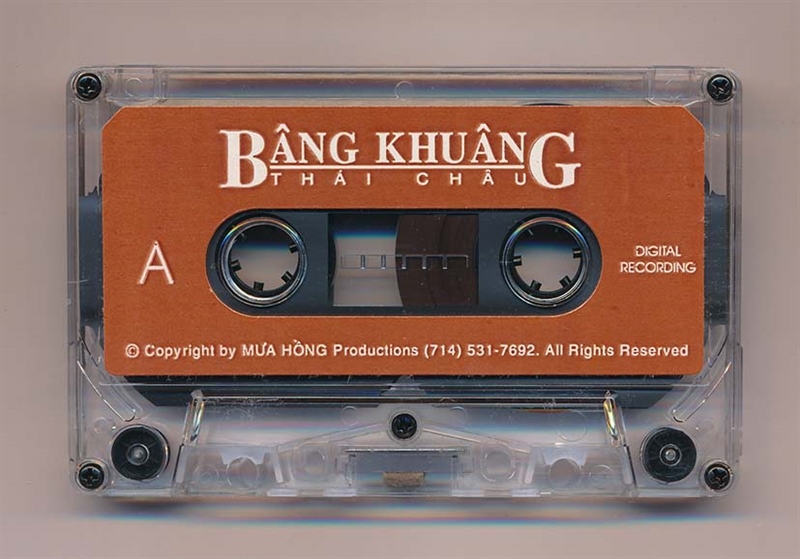 BÂNG KHUÂNG
THÁI CHÂU
A
DIGITAL
RECORDING
© Copyright by MƯA HỒNG Productions (714) 531-7692. All Rights Reserved